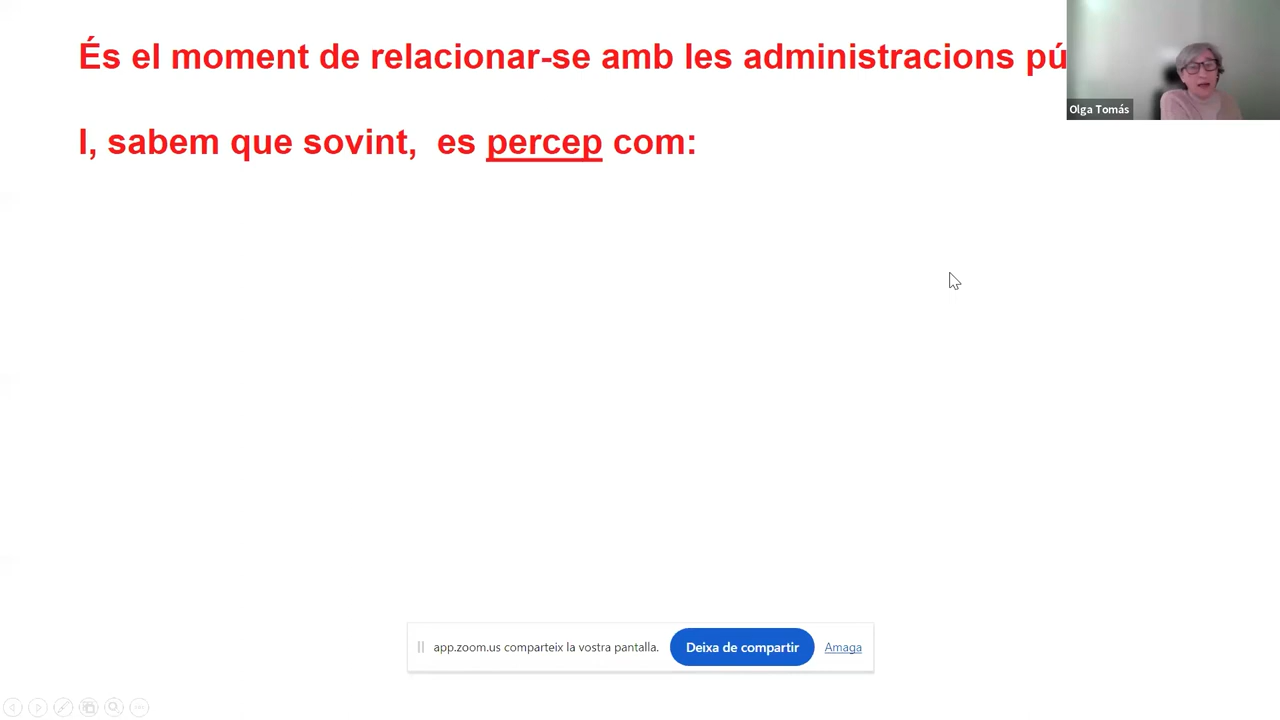 És el moment de relacionar-se amb les administracions
Olga Tomás
I, sabem que sovint,  es percep com:
app.zoom.us comparteix la vostra pantalla.
Deixa de compartir
Amaga